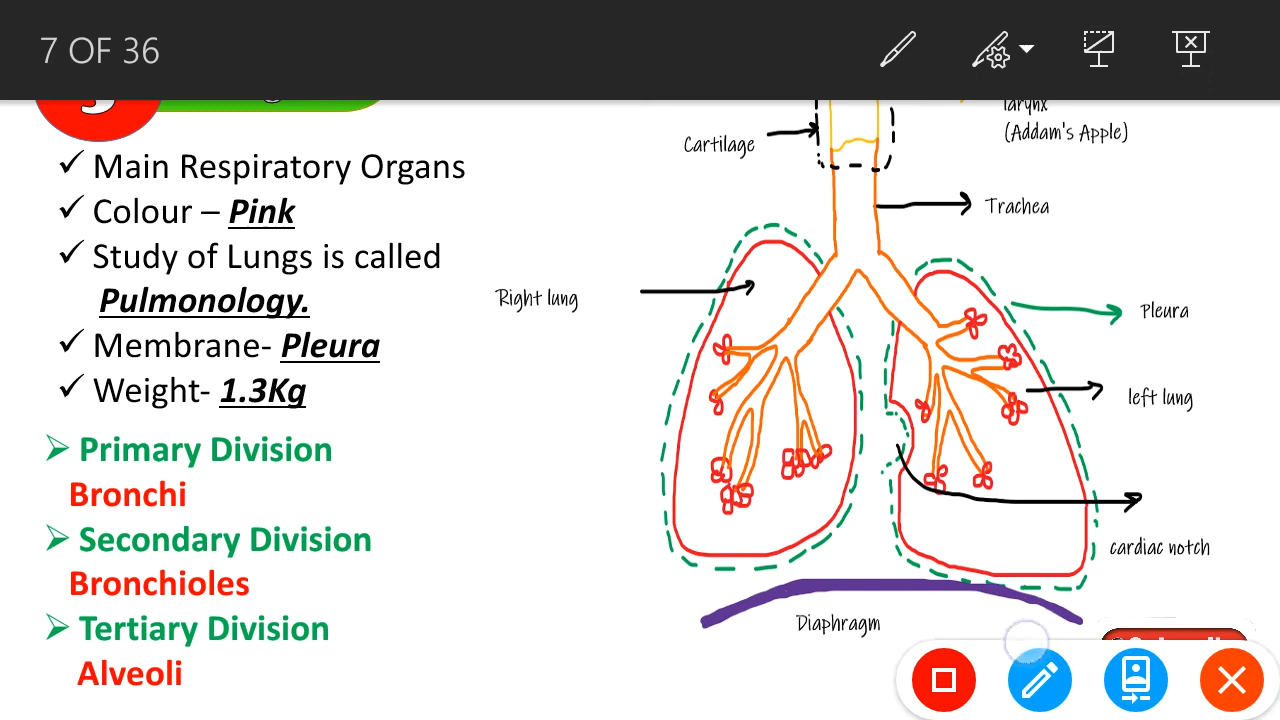 7 OF 36
larynx
(Addam's Apple)
Cartilage
Trachea
✓ Main Respiratory Organs
✓ Colour – Pink
✓ Study of Lungs is called
Pulmonology.
✓ Membrane- Pleura
✓ Weight- 1.3Kg
Right lung
Pleura
left lung
cardiac notch
Diaphragm
➢ Primary Division
Bronchi
➢ Secondary Division
Bronchioles
➢ Tertiary Division
Alveoli